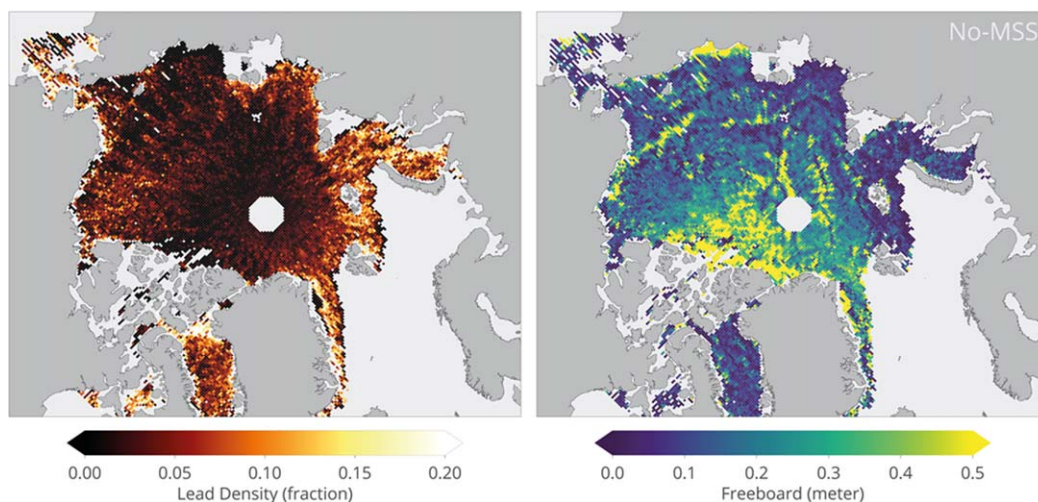 No-MSS
0.00 0.05 0.10 0.15 0.20
Lead Density (fraction)
0.0 0.1 0.2 0.3 0.4 0.5
Freeboard (meter)